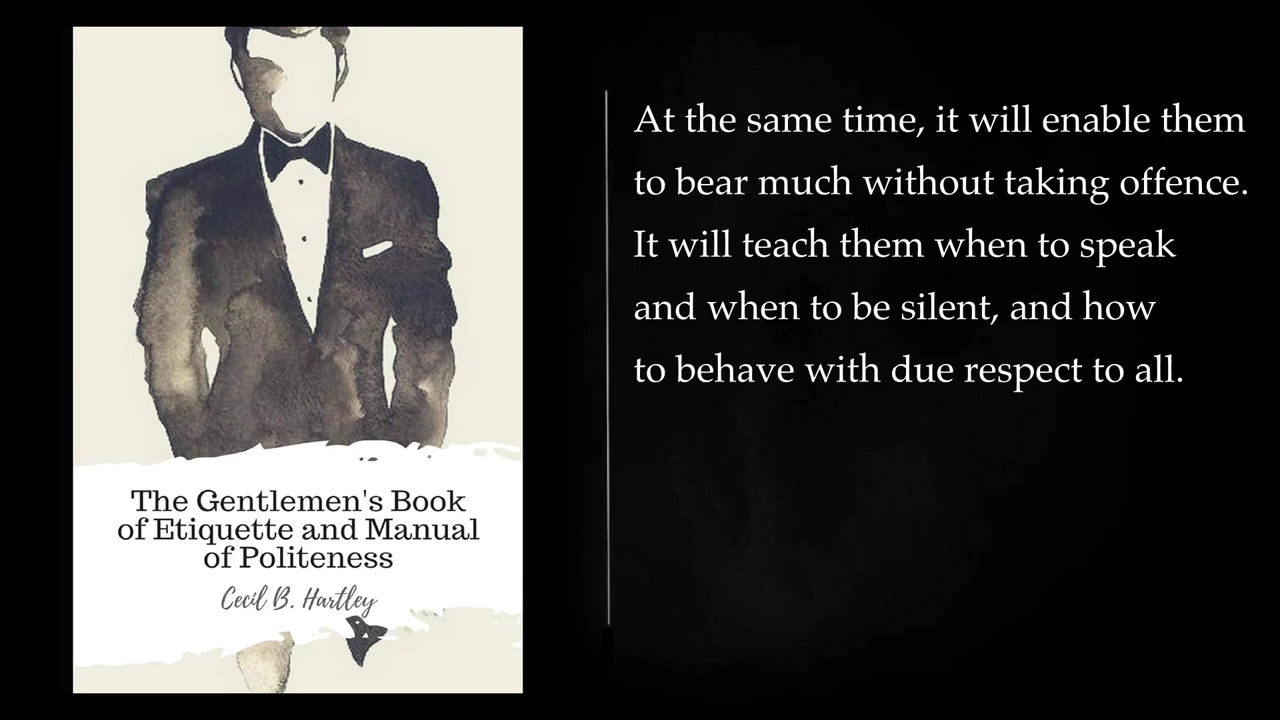 The Gentlemen's Book
of Etiquette and Manual
of Politeness
Cecil B. Hartley
At the same time, it will enable them
to bear much without taking offence.
It will teach them when to speak
and when to be silent, and how
to behave with due respect to all.